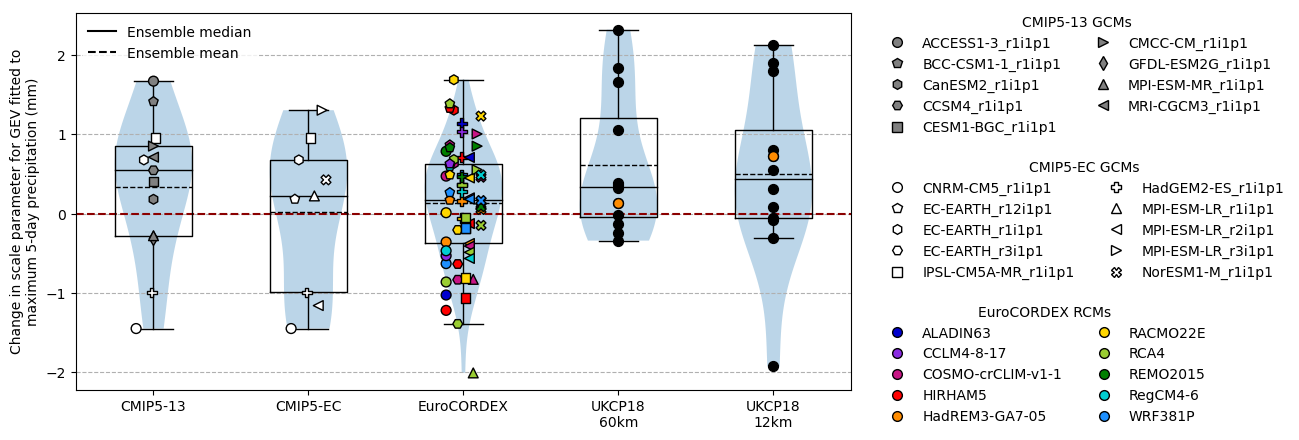 Change in scale parameter for GEV fitted to
maximum 5-day precipitation (mm)
2
1
0
−1
−2
Ensemble median
Ensemble mean
CMIP5-13
CMIP5-EC
EuroCORDEX
UKCP18
60km
UKCP18
12km
CMIP5-13 GCMs
ACCESS1-3_r1i1p1
BCC-CSM1-1_r1i1p1
CanESM2_r1i1p1
CCSM4_r1i1p1
CESM1-BGC_r1i1p1
CMCC-CM_r1i1p1
GFDL-ESM2G_r1i1p1
MPI-ESM-MR_r1i1p1
MRI-CGCM3_r1i1p1
CMIP5-EC GCMs
CNRM-CM5_r1i1p1
EC-EARTH_r12i1p1
EC-EARTH_r1i1p1
EC-EARTH_r3i1p1
IPSL-CM5A-MR_r1i1p1
HadGEM2-ES_r1i1p1
MPI-ESM-LR_r1i1p1
MPI-ESM-LR_r2i1p1
MPI-ESM-LR_r3i1p1
NorESM1-M_r1i1p1
EuroCORDEX RCMs
ALADIN63
CCLM4-8-17
COSMO-crCLIM-v1-1
HIRHAM5
HadREM3-GA7-05
RACMO22E
RCA4
REMO2015
RegCM4-6
WRF381P